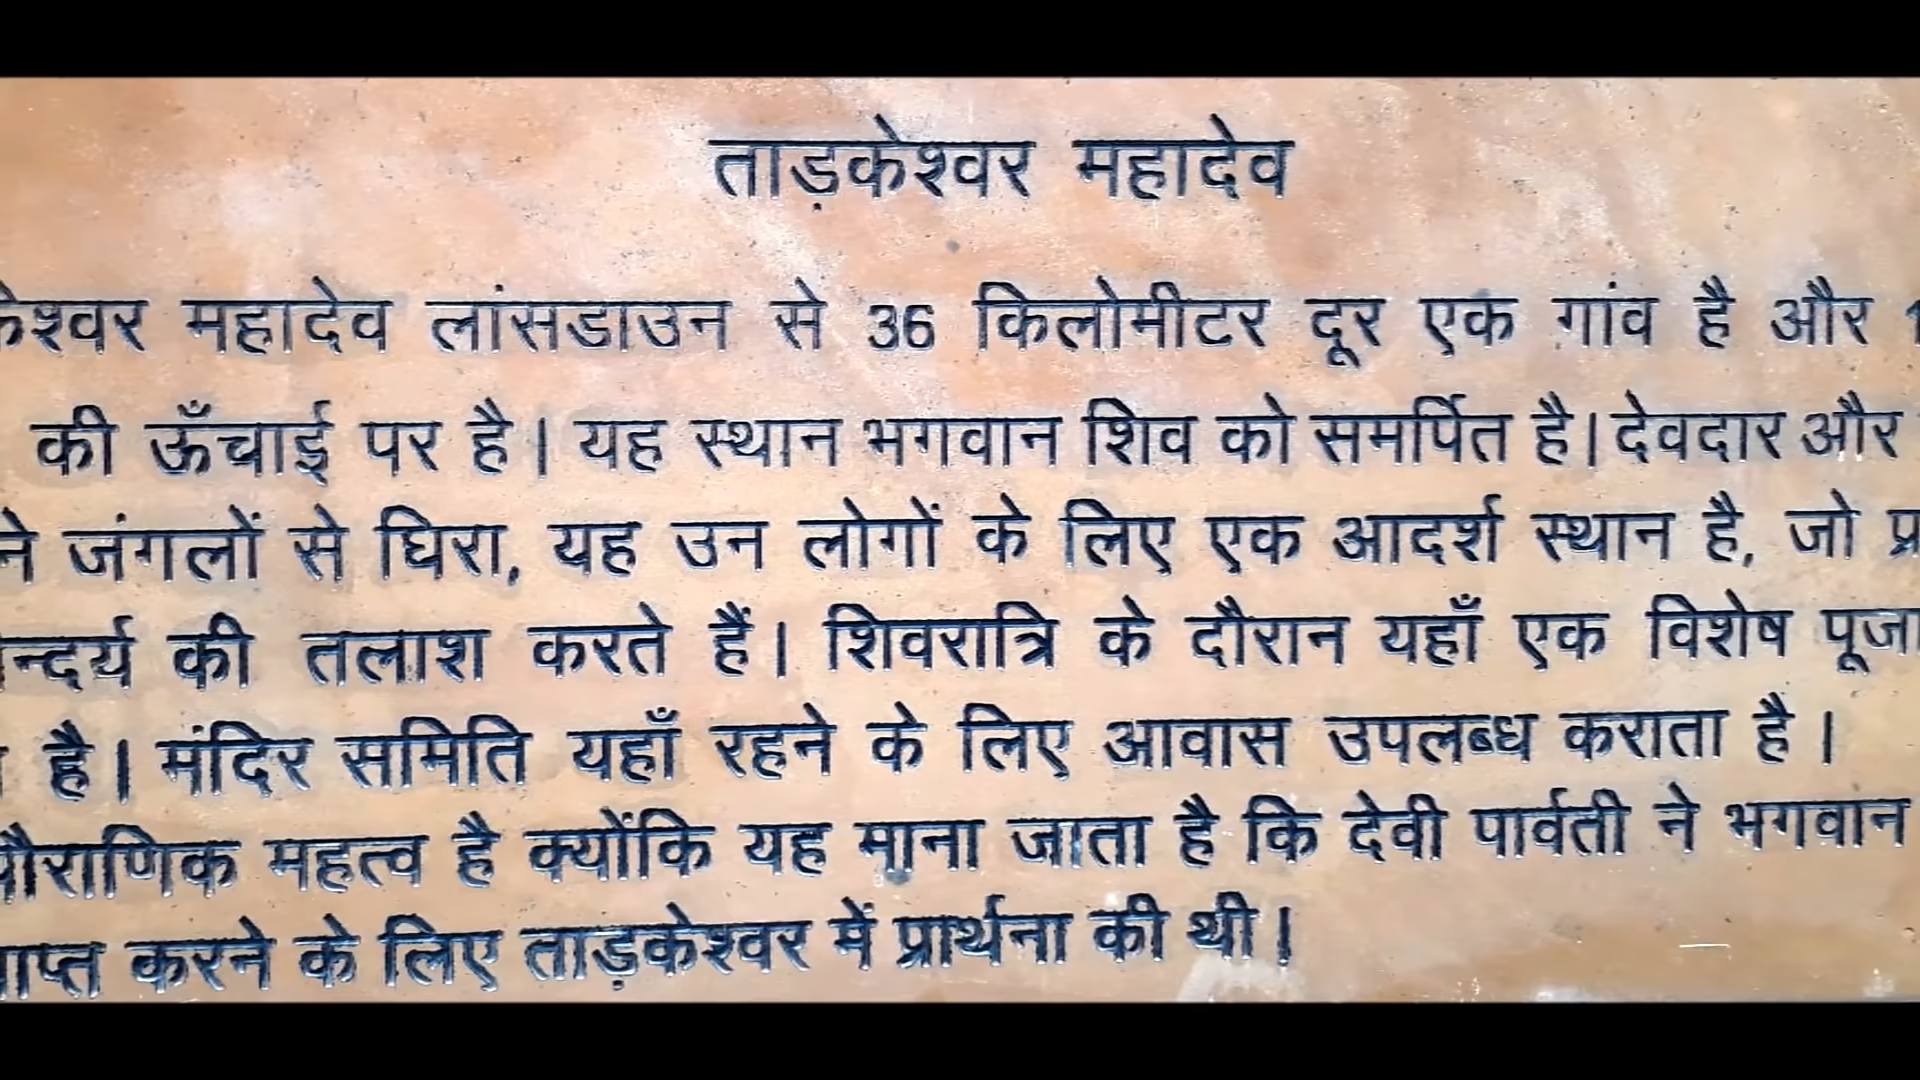 ताड़केश्वर महादेव
केश्वर महादेव लांसडाउन से 36 किलोमीटर दूर एक गांव है और
की ऊँचाई पर है। यह स्थान भगवान शिव को समर्पित है। देवदार और
ने जंगलों से घिरा, यह उन लोगों के लिए एक आदर्श स्थान है, जो प्र
न्दर्य की तलाश करते हैं। शिवरात्रि के दौरान यहाँ एक विशेष पूजा
है। मंदिर समिति यहाँ रहने के लिए आवास उपलब्ध कराता है।
पौराणिक महत्व है क्योंकि यह माना जाता है कि देवी पार्वती ने भगवान
प्त करने के लिए ताड़केश्वर में प्रार्थना की थी।